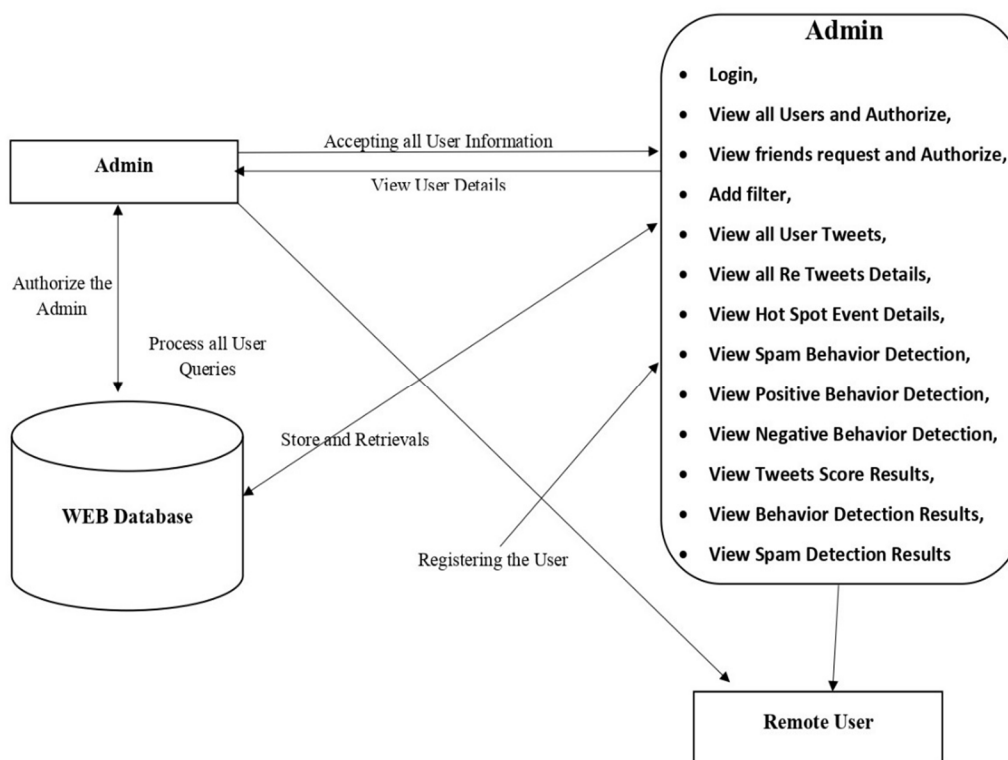 Admin
• Login,
• View all Users and Authorize,
• View friends request and Authorize,
• Add filter,
• View all User Tweets,
• View all Re Tweets Details,
• View Hot Spot Event Details,
• View Spam Behavior Detection,
• View Positive Behavior Detection,
• View Negative Behavior Detection,
• View Tweets Score Results,
• View Behavior Detection Results,
• View Spam Detection Results
Accepting all User Information
Admin
View User Details
Authorize the
Admin
Process all User
Queries
Store and Retrievals
WEB Database
Registering the User
Remote User